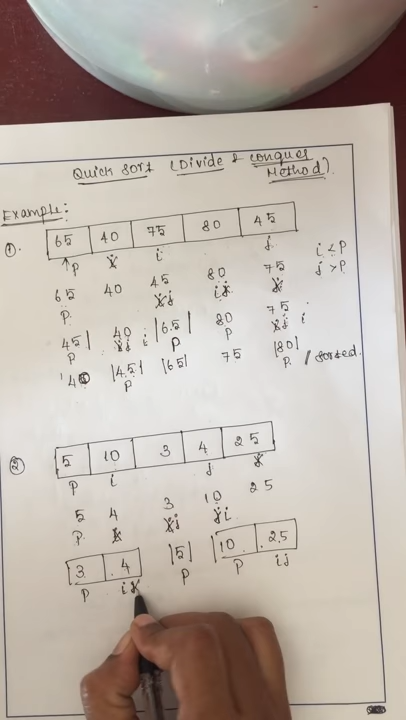 Quick Sort (Divide & Conquer
Method).
Example:
①. 65 40 75 80 45
↑P i i j i < P
65 40 45 80 75 j > P
P. i j i j j
45| 40 |65| 80 75
P i j i P P j i
40 |45| |65| 75 |80| / Sorted.
P P.
② 5 10 3 4 25
P i j j
5 4 3 10 25
P. i i j j i
3 4 |5| 10 25
P i j P P i j